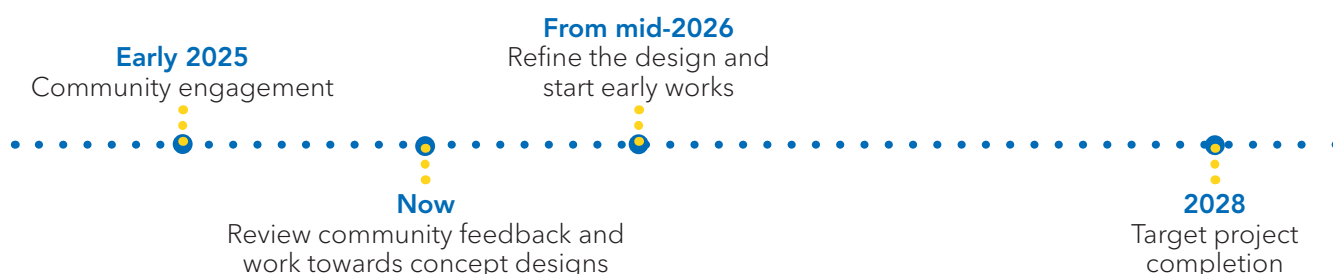 Early 2025
Community engagement
Now
Review community feedback and
work towards concept designs
From mid-2026
Refine the design and
start early works
2028
Target project
completion